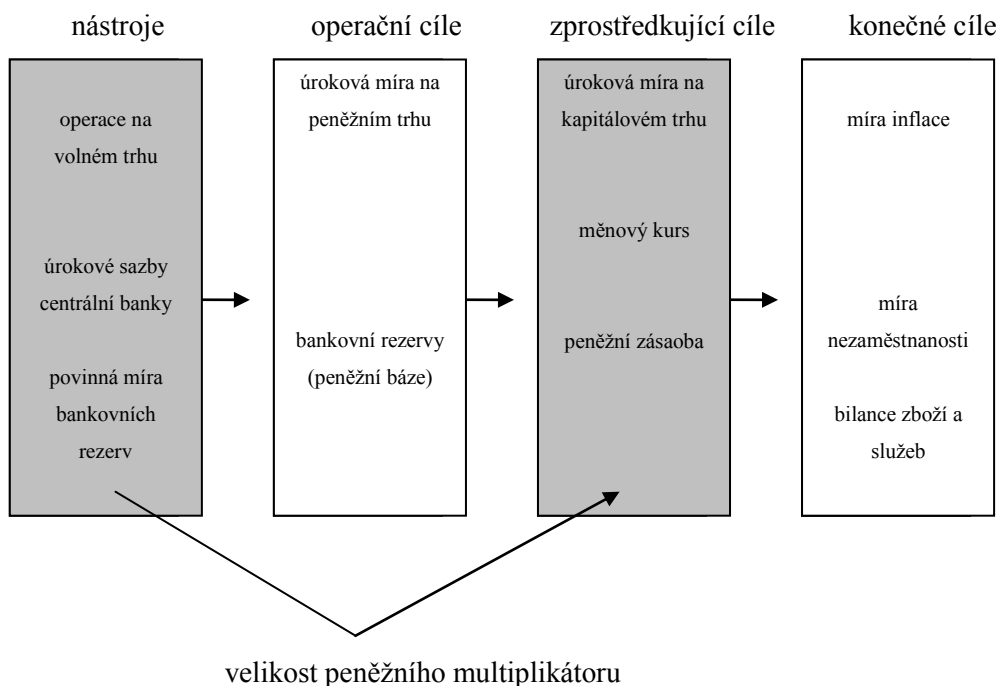 nástroje
operační cíle
zprostředkující cíle
konečné cíle
operace na
volném trhu
úrokové sazby
centrální banky
povinná míra
bankovních
rezerv
úroková míra na
peněžním trhu
bankovní rezervy
(peněžní báze)
úroková míra na
kapitálovém trhu
měnový kurs
peněžní zásaoba
míra inflace
míra
nezaměstnanosti
bilance zboží a
služeb
velikost peněžního multiplikátoru